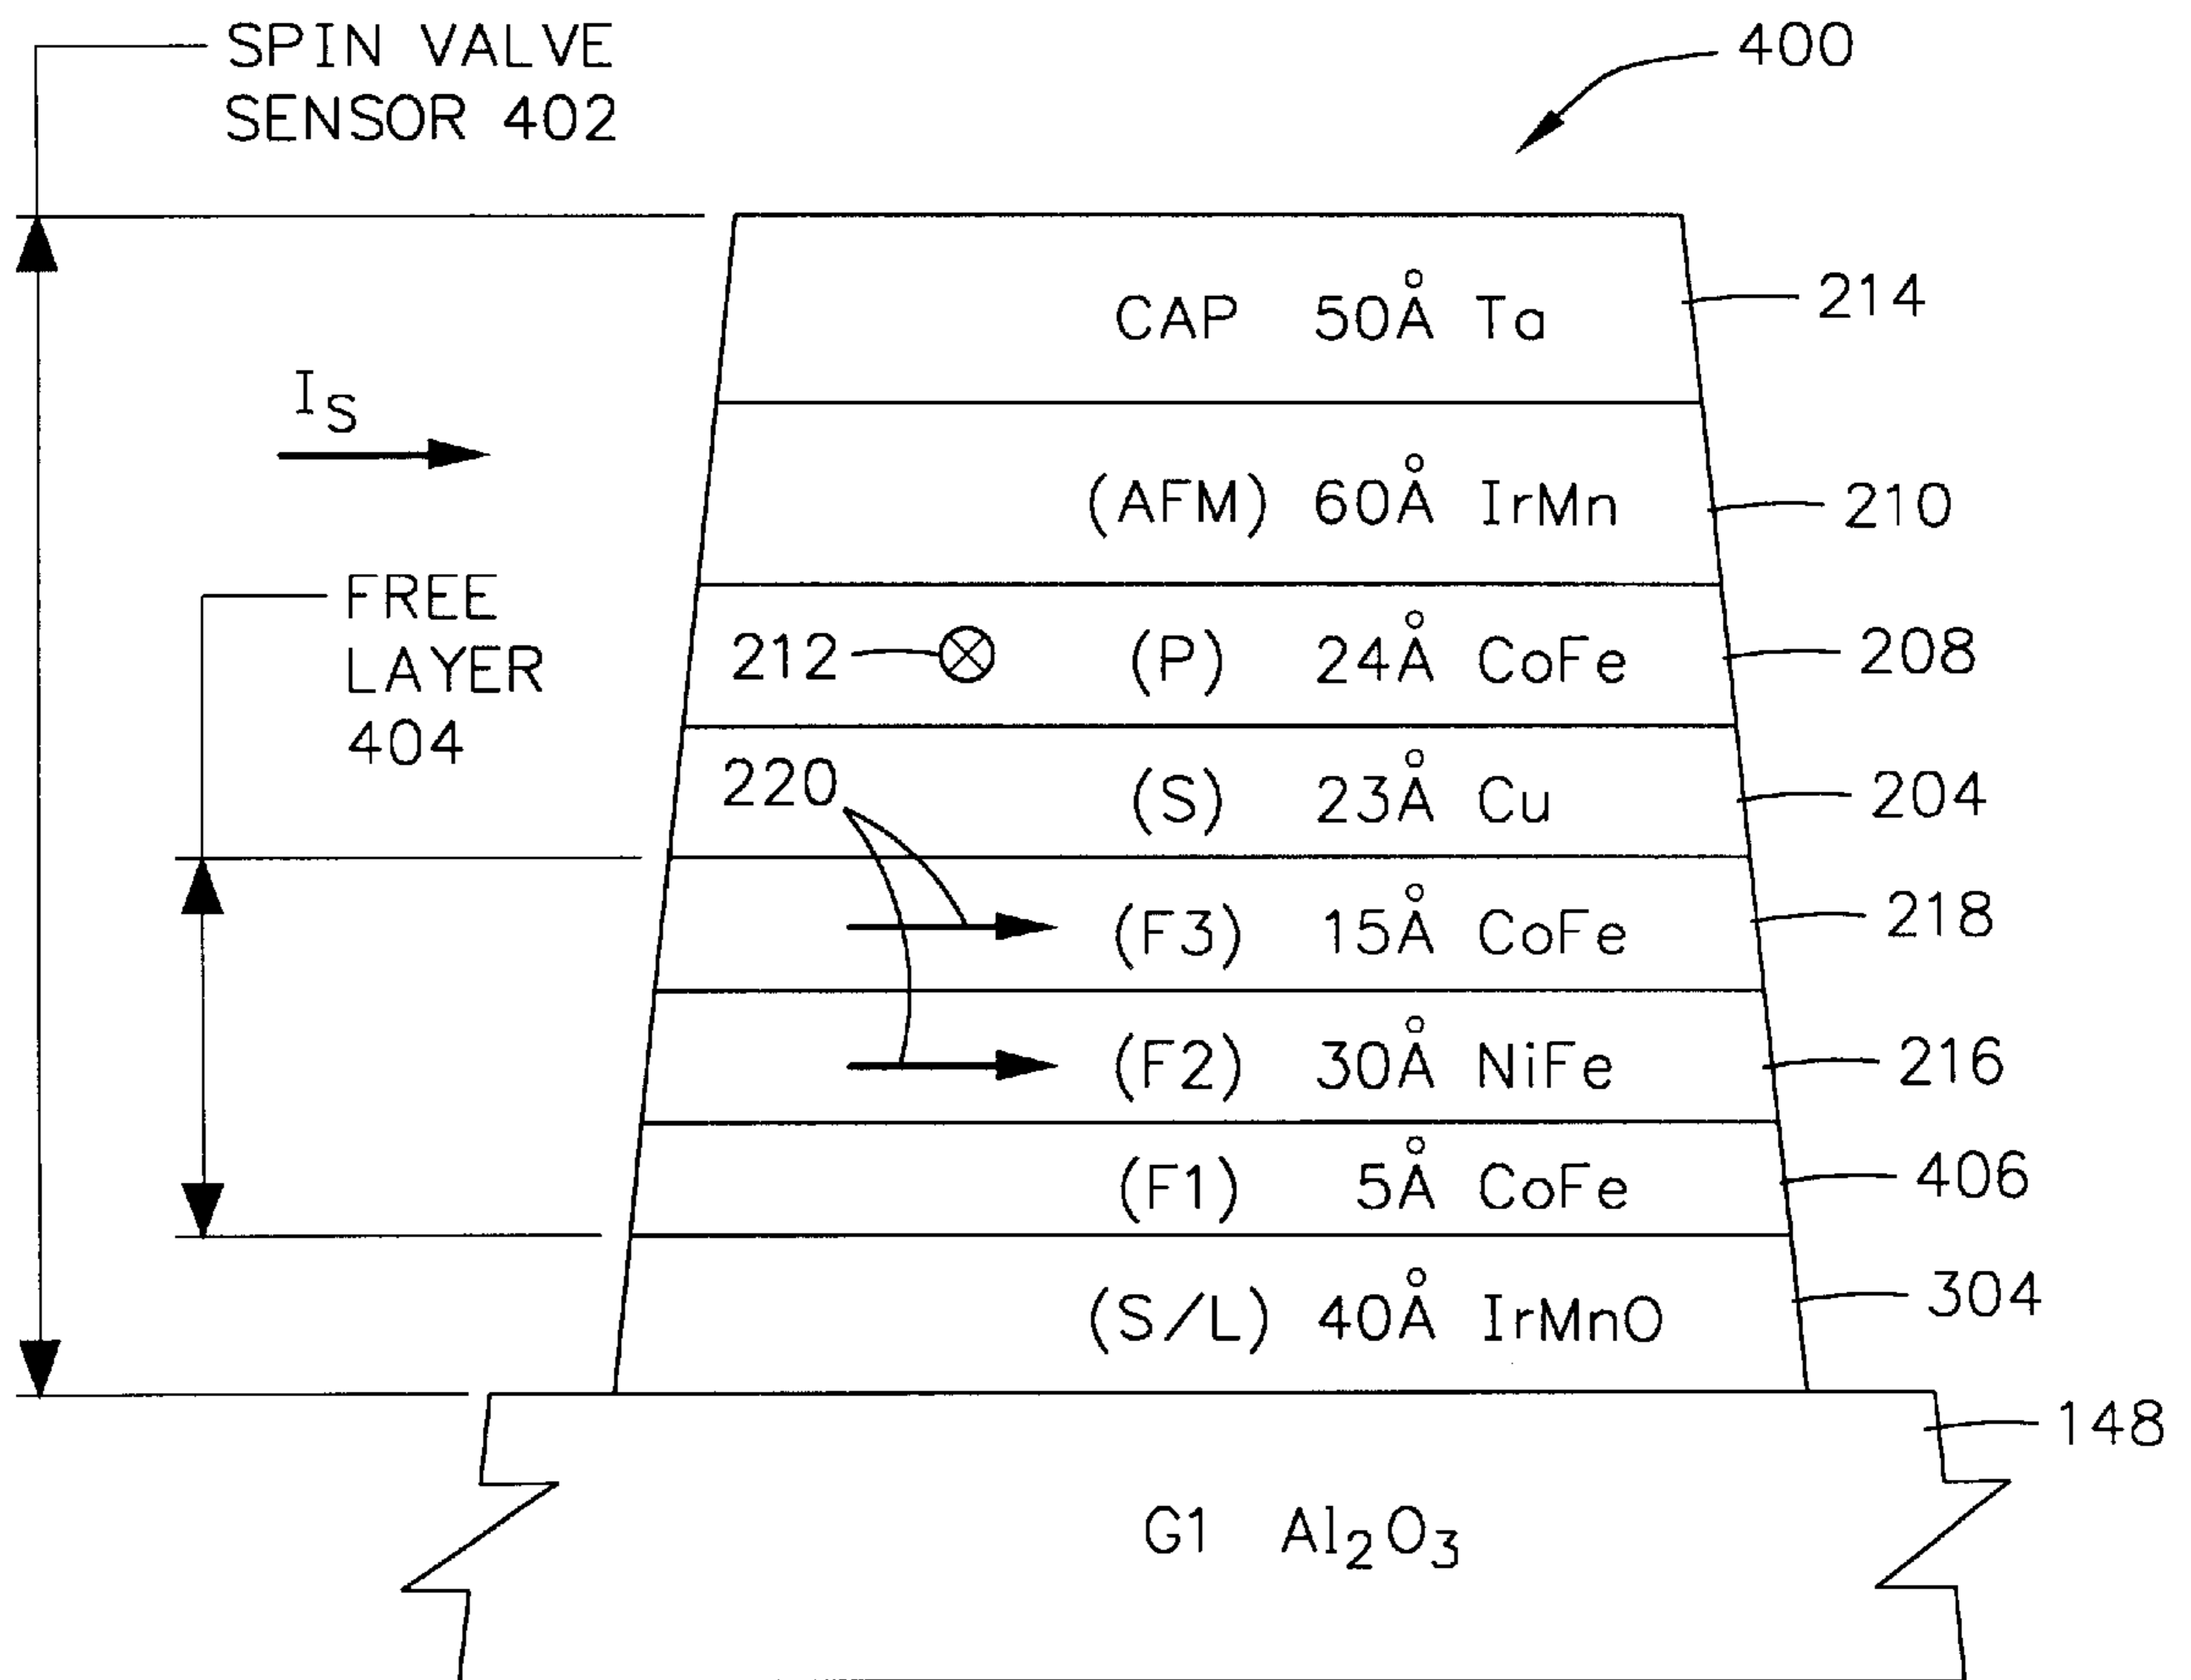 SPIN VALVE
SENSOR 402
400
CAP 50Å Ta
214
IS
(AFM) 60Å IrMn
210
FREE
LAYER
404
212
(P) 24Å CoFe
208
220
(S) 23Å Cu
204
(F3) 15Å CoFe
218
(F2) 30Å NiFe
216
(F1) 5Å CoFe
406
(S/L) 40Å IrMnO
304
148
G1 Al₂O₃